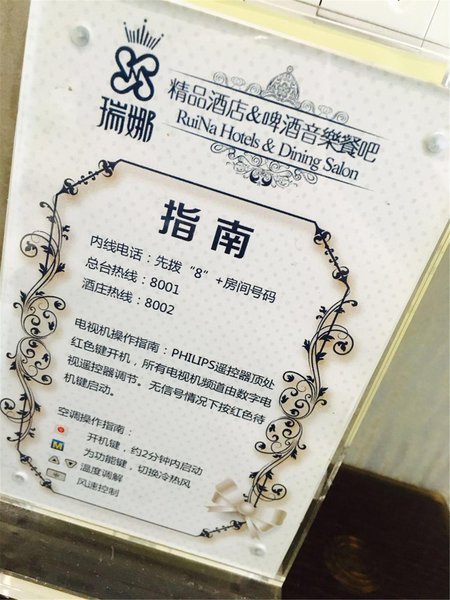 瑞娜
精品酒店&啤酒音樂餐吧
RuiNa Hotels & Dining Salon
指南
内线电话：先拨“8”+房间号码
总台热线：8001
酒庄热线：8002
电视机操作指南：PHILIPS遥控器顶处
红色键开机，所有电视机频道由数字电
视遥控器调节。无信号情况下按红色待
机键启动。
空调操作指南：
开机键，约2分钟内启动
M 为功能键，切换冷热风
温度调解
风速控制